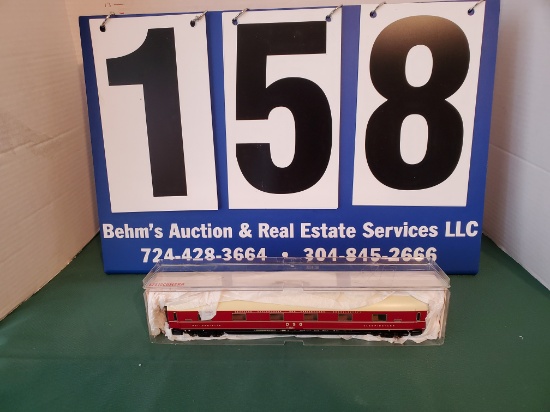 158
Behm's Auction & Real Estate Services LLC
724-428-3664 • 304-845-2666
DSG